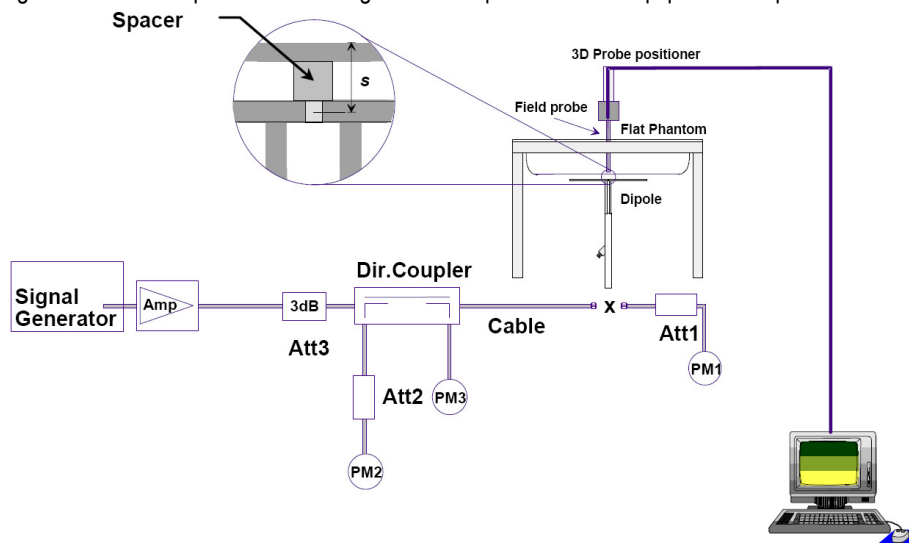 Spacer
s
3D Probe positioner
Field probe
Flat Phantom
Dipole
Dir.Coupler
Signal
Generator
Amp
3dB
Cable
x
Att1
Att3
PM1
Att2
PM3
PM2